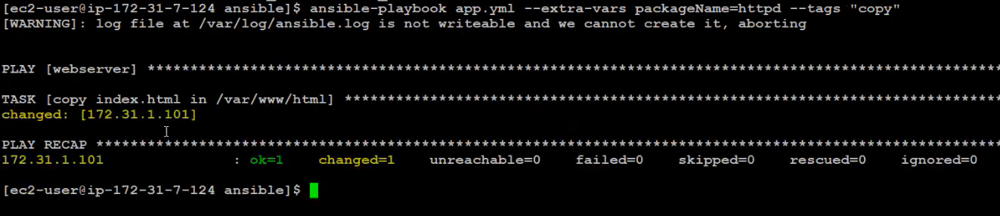 [ec2-user@ip-172-31-7-124 ansible]$ ansible-playbook app.yml --extra-vars packageName=httpd --tags "copy"
[WARNING]: log file at /var/log/ansible.log is not writeable and we cannot create it, aborting
PLAY [webserver] ****************************************************************************************************
TASK [copy index.html in /var/www/html] *****************************************************************************
changed: [172.31.1.101]
PLAY RECAP **********************************************************************************************************
172.31.1.101 : ok=1 changed=1 unreachable=0 failed=0 skipped=0 rescued=0 ignored=0
[ec2-user@ip-172-31-7-124 ansible]$